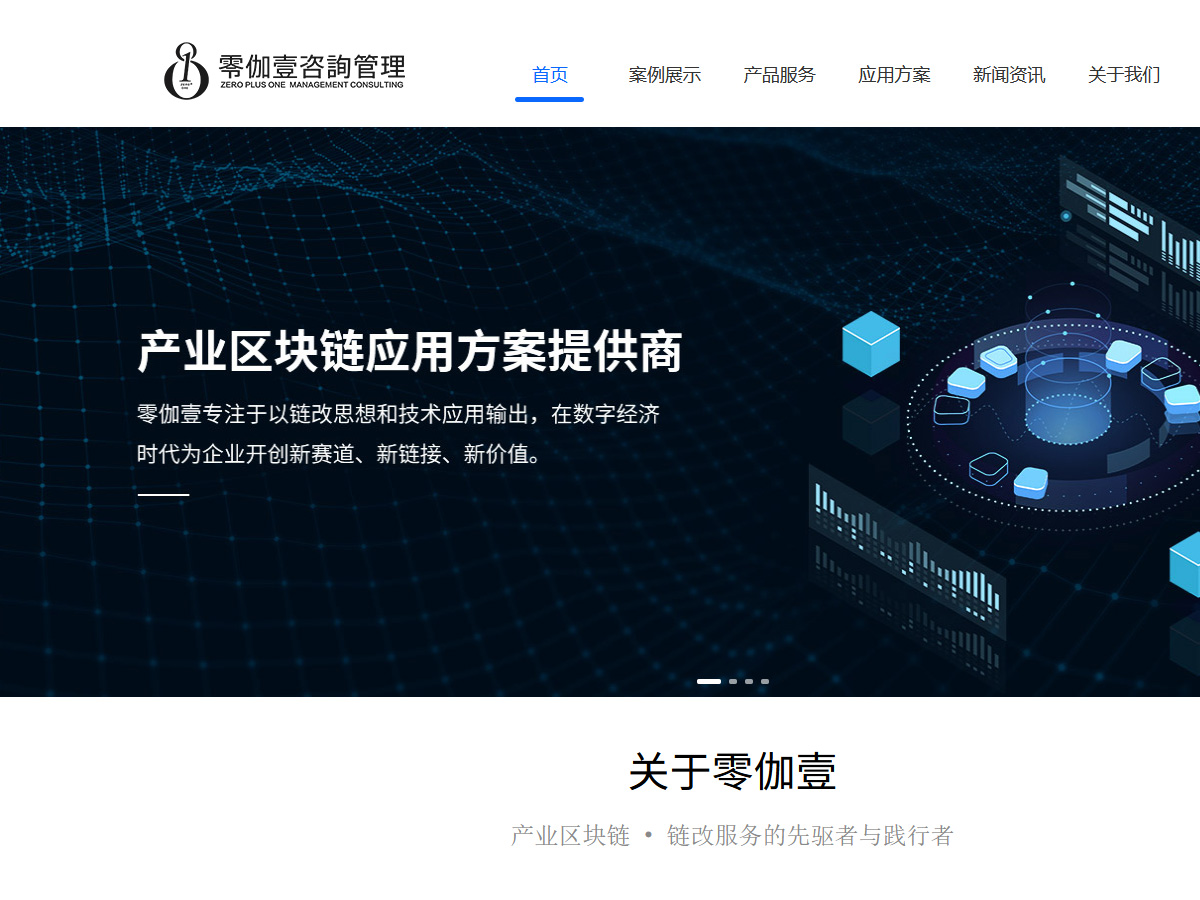 零伽壹咨詢管理
ZERO PLUS ONE MANAGEMENT CONSULTING
首页
案例展示
产品服务
应用方案
新闻资讯
关于我们
产业区块链应用方案提供商
零伽壹专注于以链改思想和技术应用输出，在数字经济
时代为企业开创新赛道、新链接、新价值。
关于零伽壹
产业区块链 • 链改服务的先驱者与践行者